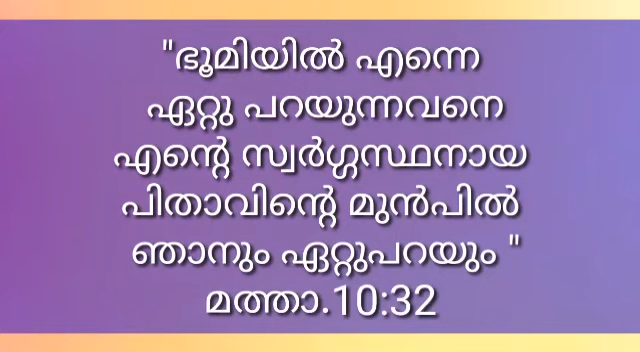 "ഭൂമിയിൽ എന്നെ
ഏറ്റു പറയുന്നവനെ
എന്റെ സ്വർഗ്ഗസ്ഥനായ
പിതാവിന്റെ മുൻപിൽ
ഞാനും ഏറ്റുപറയും "
മത്താ.10:32